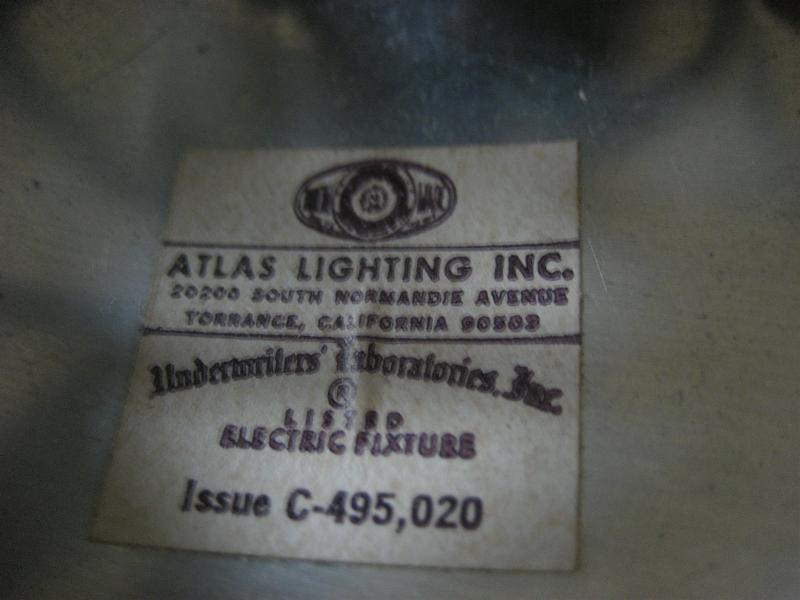 ATLAS LIGHTING INC.
20200 SOUTH NORMANDIE AVENUE
TORRANCE, CALIFORNIA 90502
Underwriters' Laboratories, Inc.
®
LISTED
ELECTRIC FIXTURE
Issue C-495,020